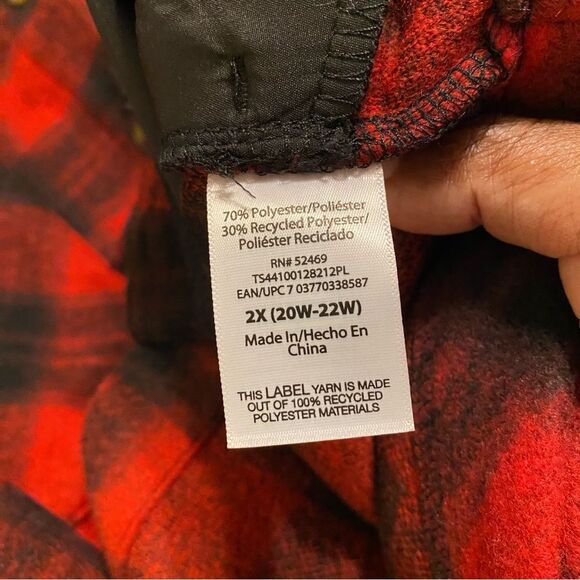 70% Polyester/Poliéster
30% Recycled Polyester/
Poliéster Reciclado
RN# 52469
TS44100128212PL
EAN/UPC 7 03770338587
2X (20W-22W)
Made In/Hecho En
China
THIS LABEL YARN IS MADE
OUT OF 100% RECYCLED
POLYESTER MATERIALS